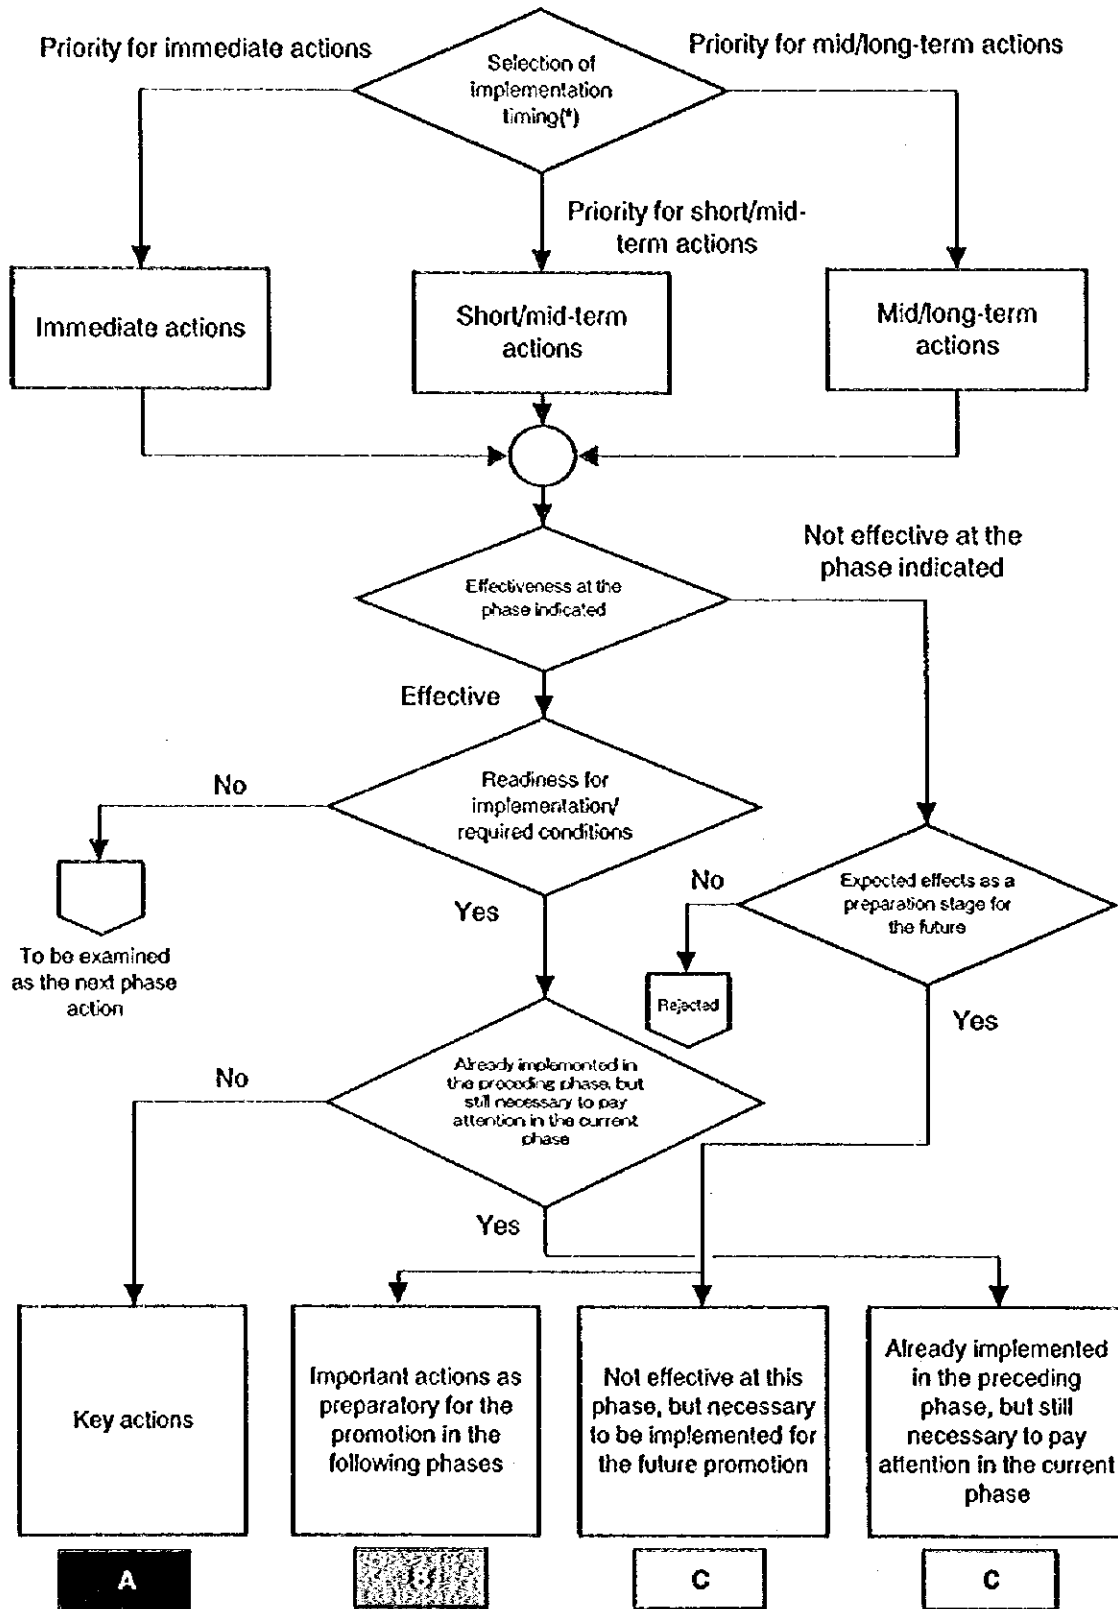 Priority for immediate actions
Priority for mid/long-term actions
Selection of
implementation
timing(*)
Priority for short/mid-
term actions
Immediate actions
Short/mid-term
actions
Mid/long-term
actions
Not effective at the
phase indicated
Effectiveness at the
phase indicated
Effective
No
Readiness for
implementation/
required conditions
Yes
To be examined
as the next phase
action
No
Expected effects as a
preparation stage for
the future
Rejected
Yes
No
Already implemented in
the preceding phase, but
still necessary to pay
attention in the current
phase
Yes
Key actions
Important actions as
preparatory for the
promotion in the
following phases
Not effective at this
phase, but necessary
to be implemented for
the future promotion
Already implemented
in the preceding
phase, but still
necessary to pay
attention in the current
phase
A
C
C